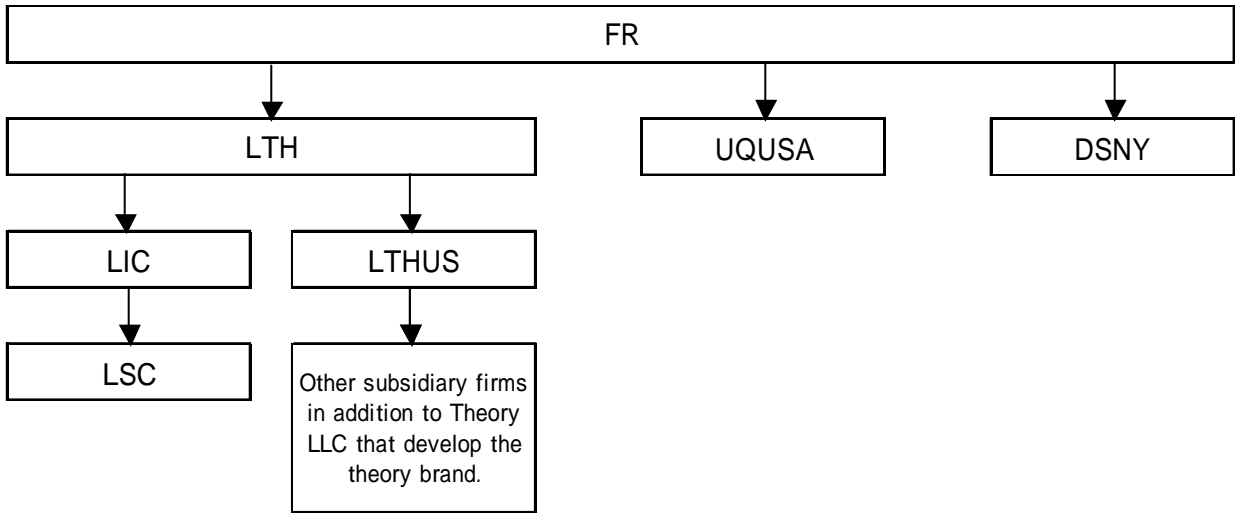 FR
LTH
UQUSA
DSNY
LIC
LTHUS
LSC
Other subsidiary firms
in addition to Theory
LLC that develop the
theory brand.